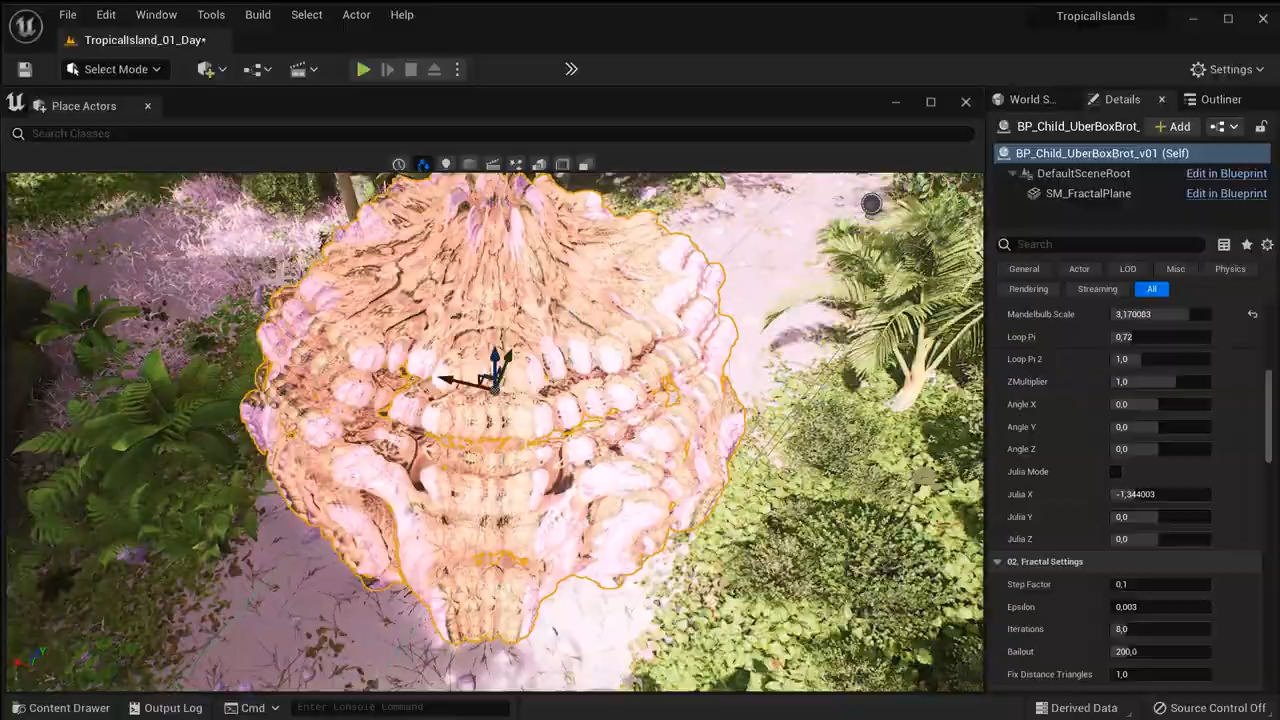 File Edit Window Tools Build Select Actor Help
TropicalIslands
TropicalIsland_01_Day*
Select Mode
Settings
Place Actors
World S...
Details
Outliner
Search Classes
BP_Child_UberBoxBrot_
Add
BP_Child_UberBoxBrot_v01 (Self)
DefaultSceneRoot Edit in Blueprint
SM_FractalPlane Edit in Blueprint
Search
General Actor LOD Misc Physics
Rendering Streaming All
Mandelbulb Scale 3,170083
Loop Pi 0,72
Loop Pi 2 1,0
ZMultiplier 1,0
Angle X 0,0
Angle Y 0,0
Angle Z 0,0
Julia Mode
Julia X -1,344003
Julia Y 0,0
Julia Z 0,0
02. Fractal Settings
Step Factor 0,1
Epsilon 0,003
Iterations 8,0
Bailout 200,0
Fix Distance Triangles 1,0
Content Drawer Output Log Cmd Enter Console Command Derived Data Source Control Off